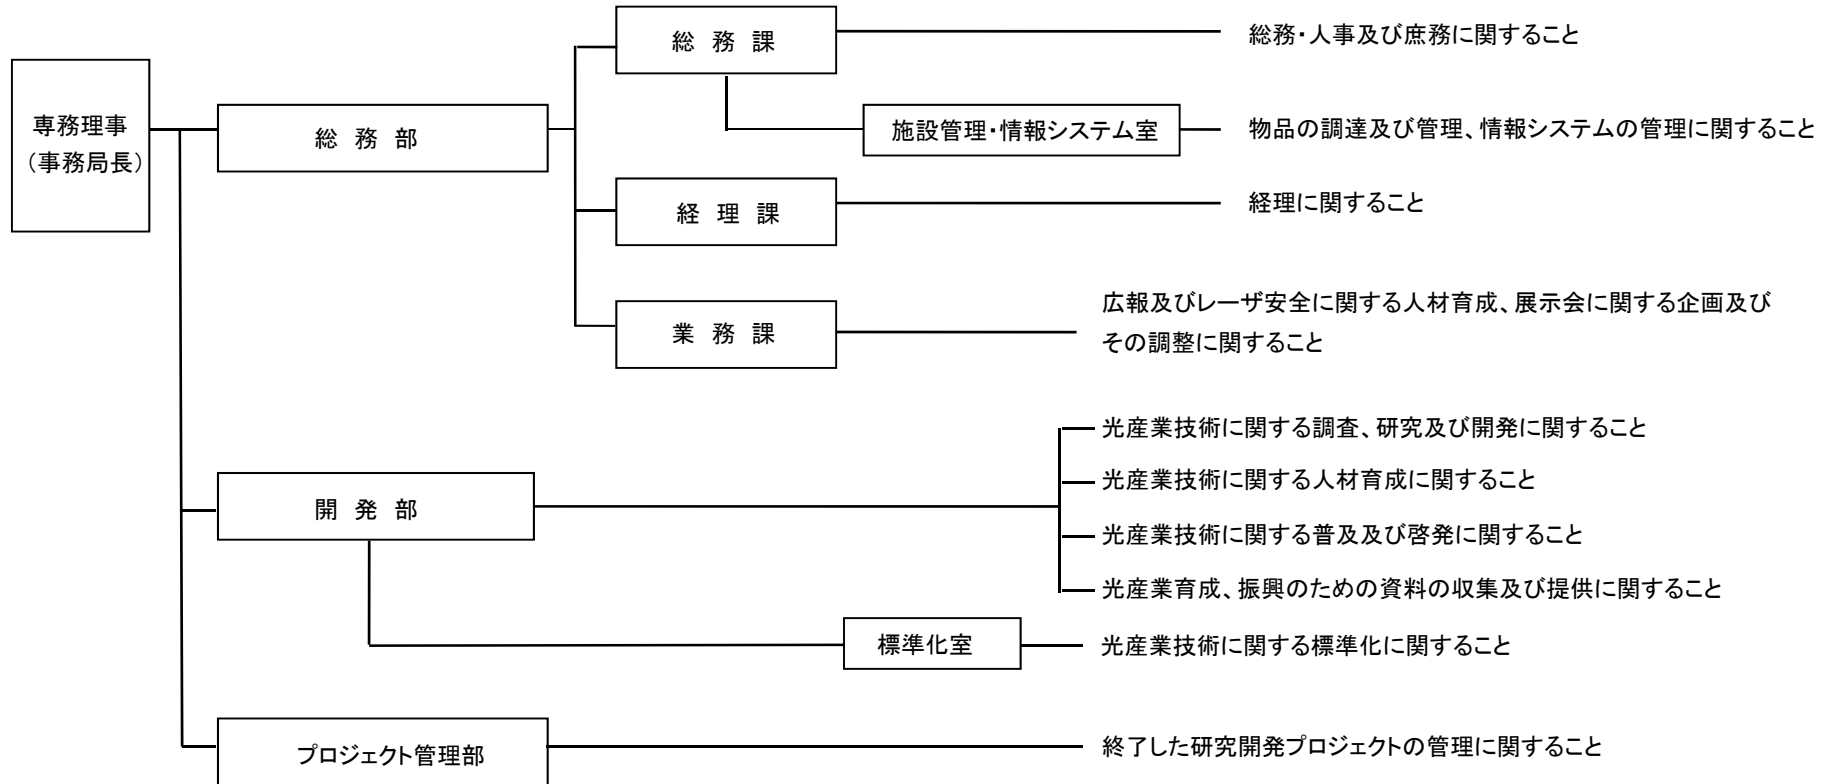 専務理事
(事務局長)
総務部
総務課
総務・人事及び庶務に関すること
施設管理・情報システム室
物品の調達及び管理、情報システムの管理に関すること
経理課
経理に関すること
業務課
広報及びレーザ安全に関する人材育成、展示会に関する企画及び
その調整に関すること
開発部
光産業技術に関する調査、研究及び開発に関すること
光産業技術に関する人材育成に関すること
光産業技術に関する普及及び啓発に関すること
光産業育成、振興のための資料の収集及び提供に関すること
標準化室
光産業技術に関する標準化に関すること
プロジェクト管理部
終了した研究開発プロジェクトの管理に関すること